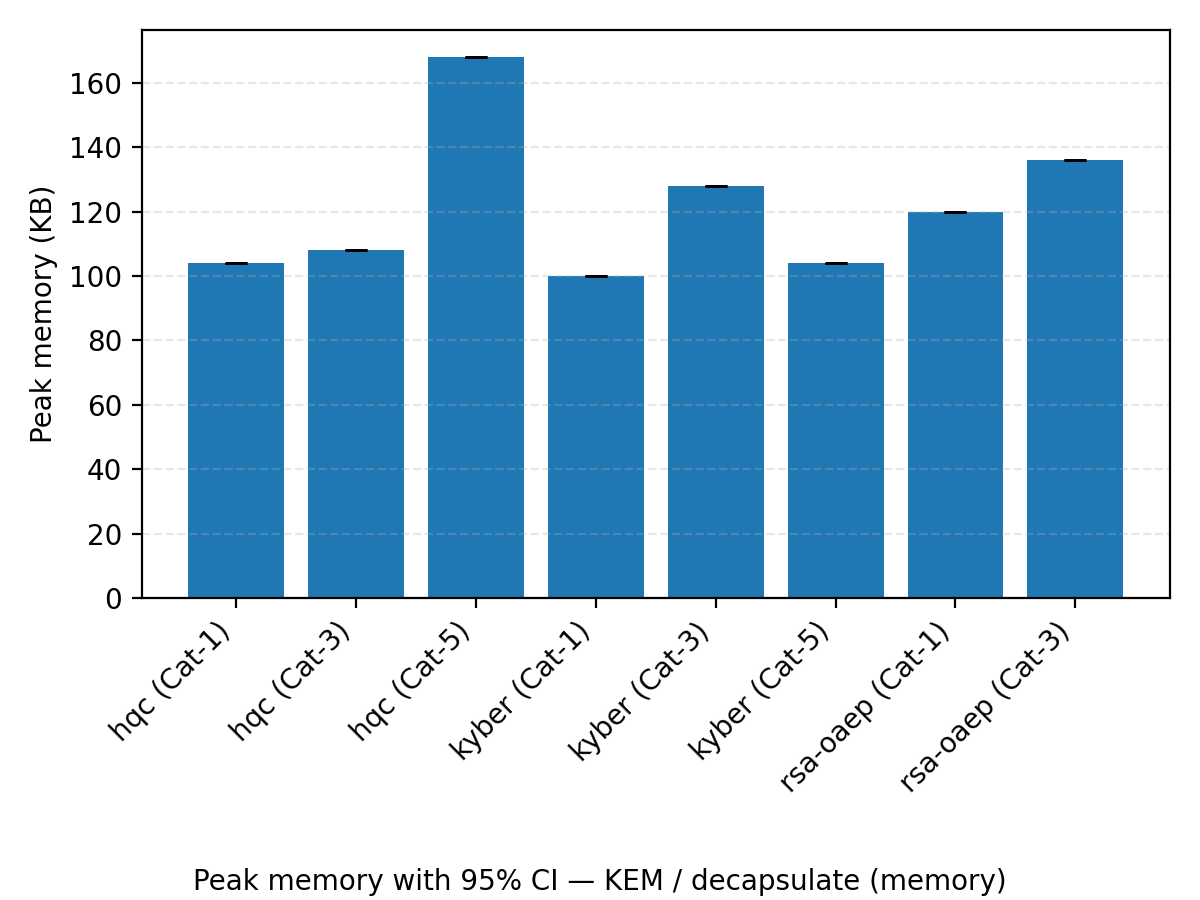 Peak memory (KB)
160
140
120
100
80
60
40
20
0
hqc (Cat-1)
hqc (Cat-3)
hqc (Cat-5)
kyber (Cat-1)
kyber (Cat-3)
kyber (Cat-5)
rsa-oaep (Cat-1)
rsa-oaep (Cat-3)
Peak memory with 95% CI — KEM / decapsulate (memory)